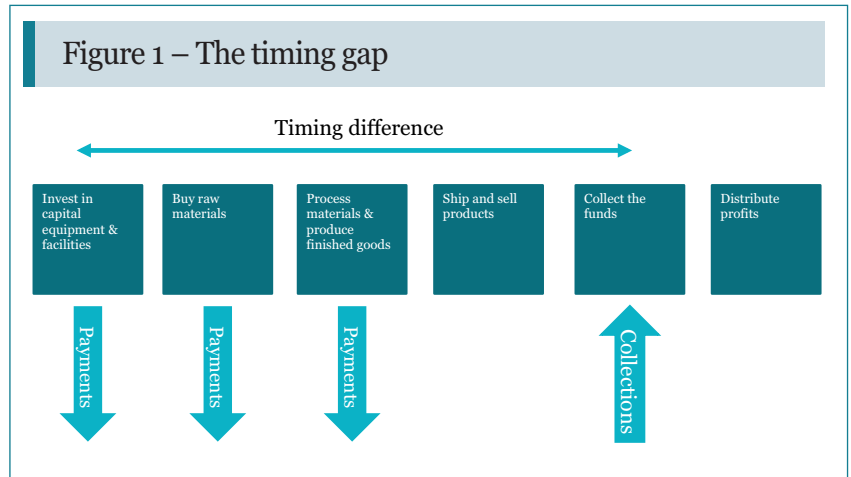 Figure 1 – The timing gap
Timing difference
Invest in
capital
equipment &
facilities
Buy raw
materials
Process
materials &
produce
finished goods
Ship and sell
products
Collect the
funds
Distribute
profits
Payments
Payments
Payments
Collections